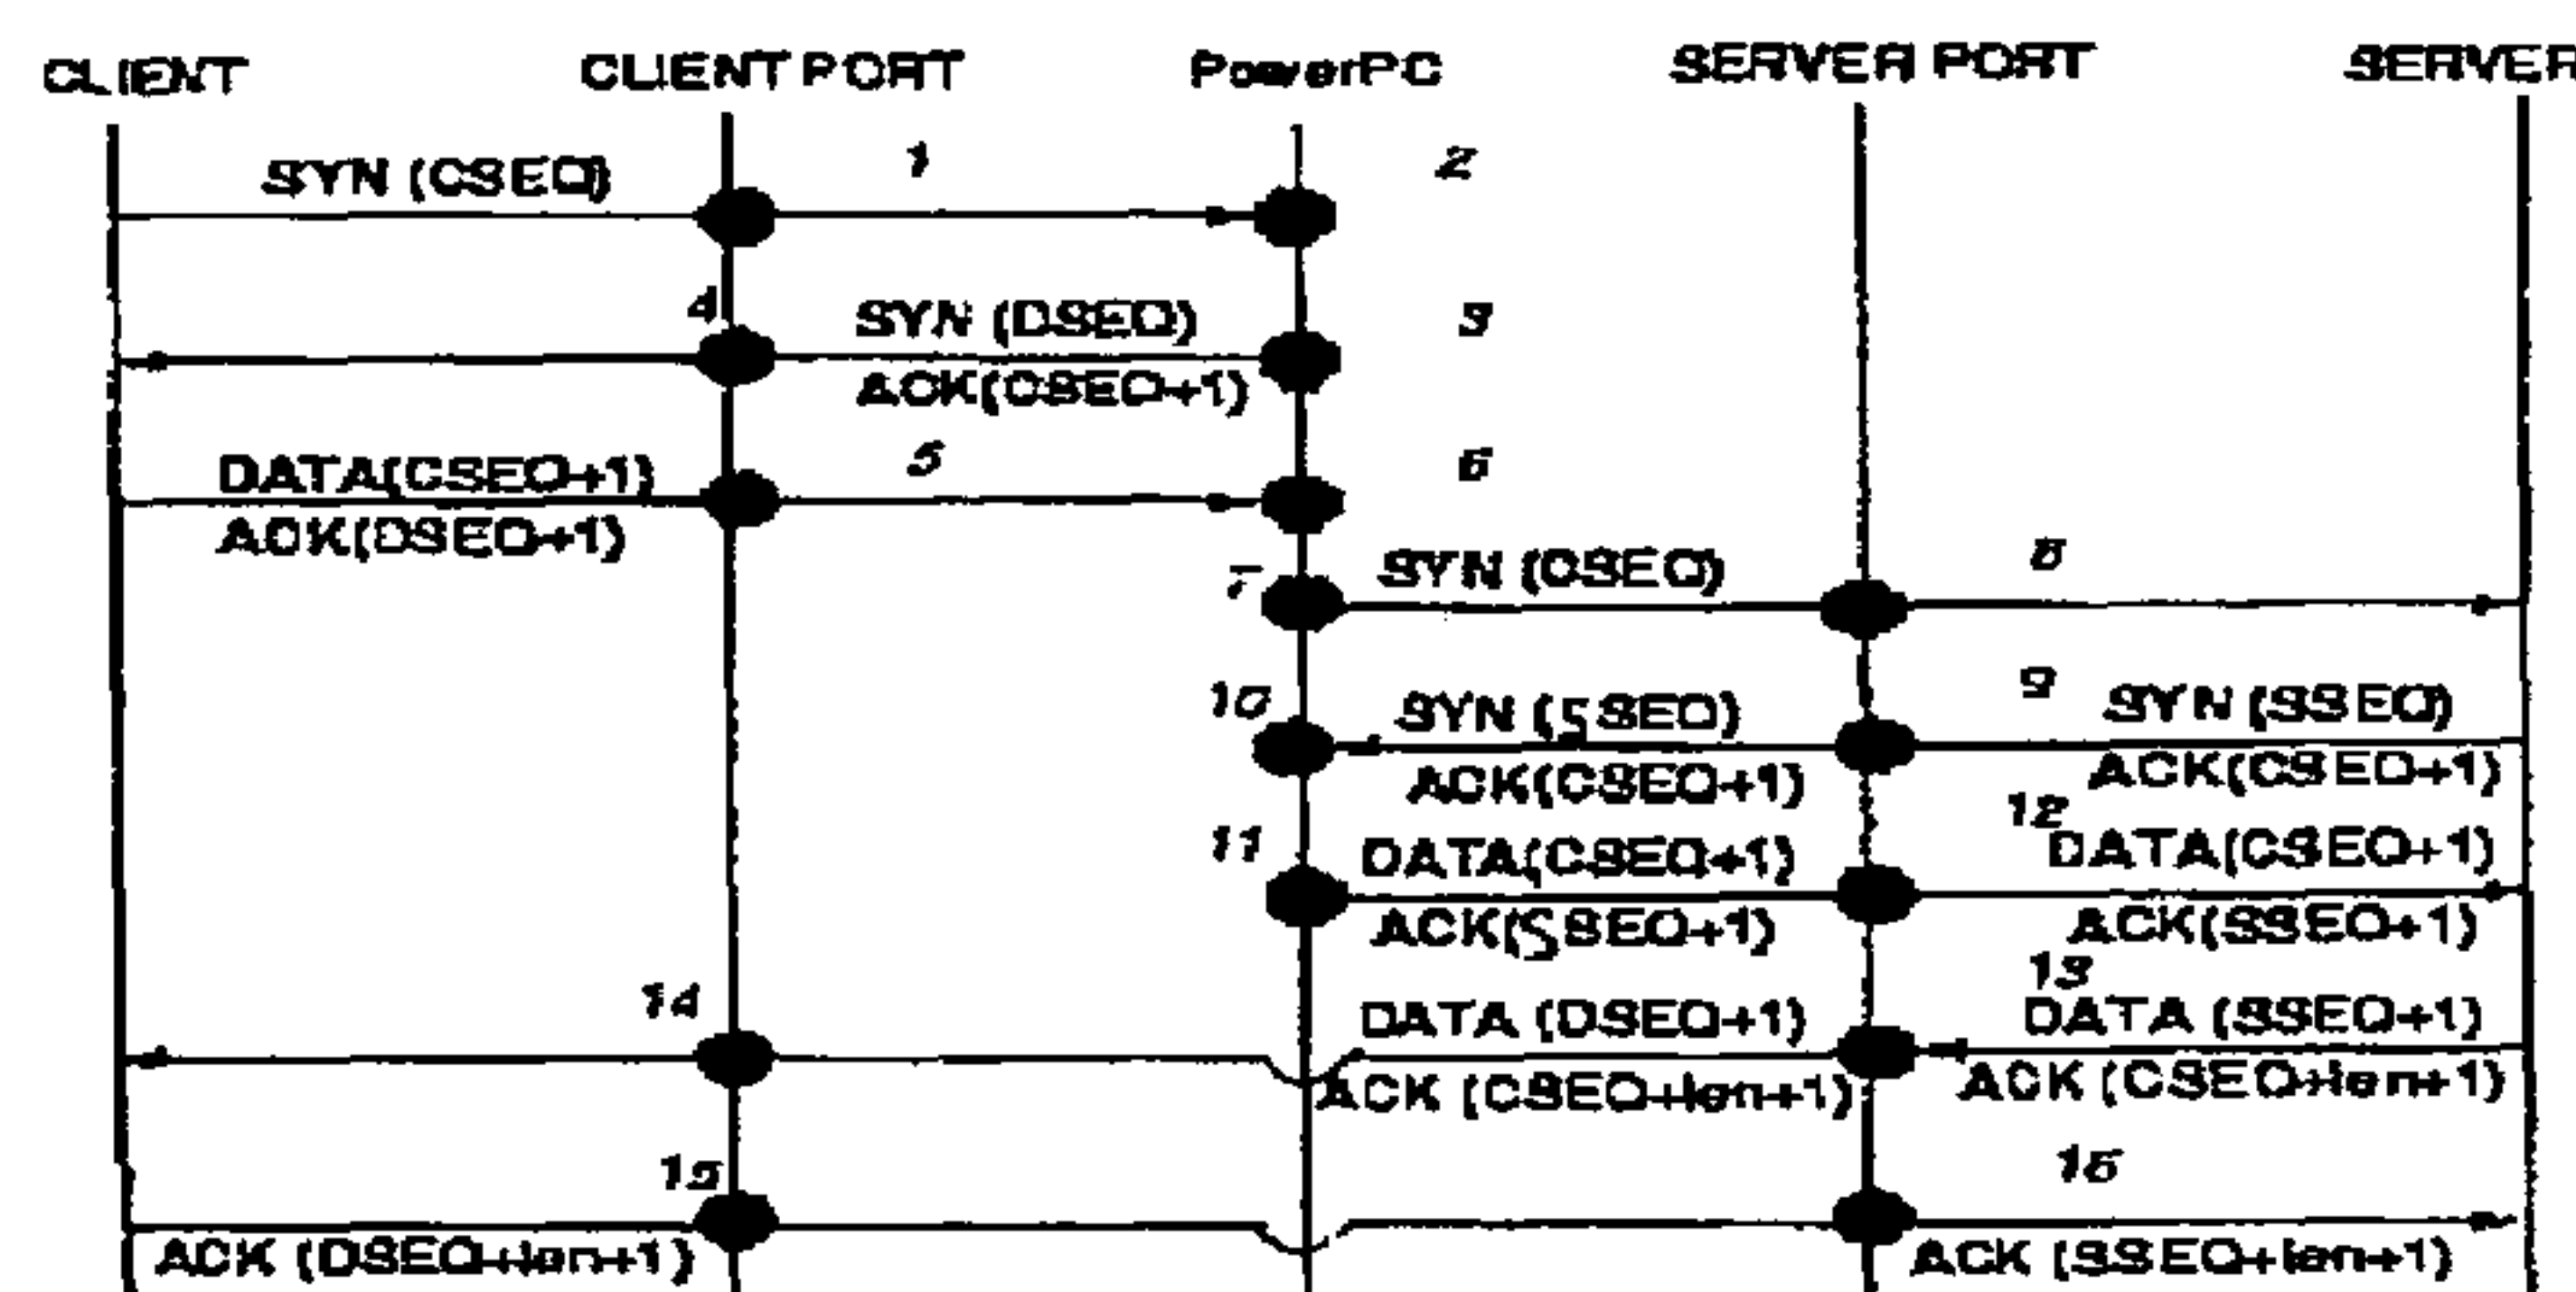 CLIENT
CLIENT PORT
PowerPC
SERVER PORT
SERVER
SYN (CSEQ)
1
2
4
SYN (DSEQ)
3
ACK(CSEQ+1)
DATA(CSEQ+1)
5
6
ACK(DSEQ+1)
7
SYN (CSEQ)
8
10
SYN (SSEQ)
9
SYN (SSEQ)
ACK(CSEQ+1)
ACK(CSEQ+1)
11
DATA(CSEQ+1)
12
DATA(CSEQ+1)
ACK(SSEQ+1)
ACK(SSEQ+1)
14
DATA (DSEQ+1)
13
DATA (SSEQ+1)
ACK (CSEQ+len+1)
ACK (CSEQ+len+1)
15
16
ACK (DSEQ+len+1)
ACK (SSEQ+len+1)